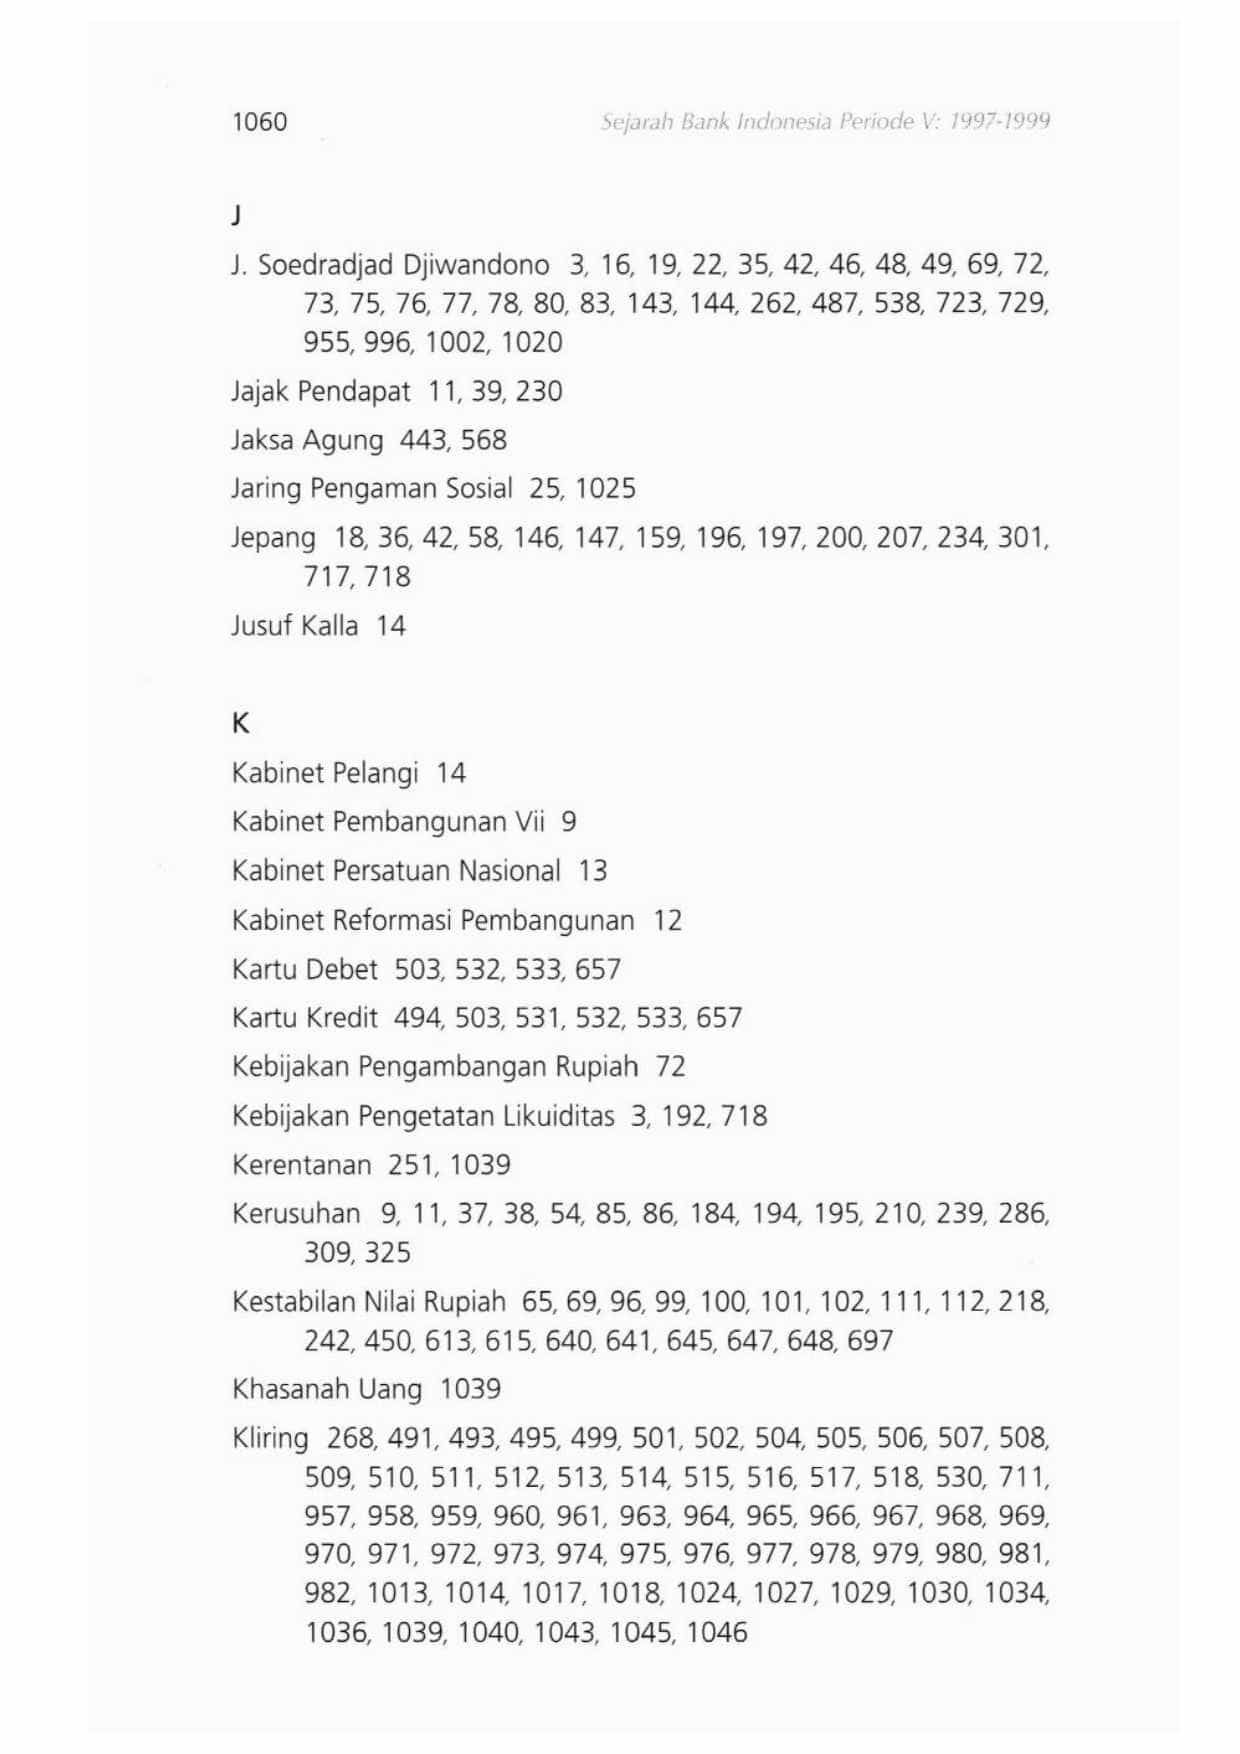 1060
Sejarah Bank Indonesia Periode V: 1997-1999
J
J. Soedradjad Djiwandono 3, 16, 19, 22, 35, 42, 46, 48, 49, 69, 72,
73, 75, 76, 77, 78, 80, 83, 143, 144, 262, 487, 538, 723, 729,
955, 996, 1002, 1020
Jajak Pendapat 11, 39, 230
Jaksa Agung 443, 568
Jaring Pengaman Sosial 25, 1025
Jepang 18, 36, 42, 58, 146, 147, 159, 196, 197, 200, 207, 234, 301,
717, 718
Jusuf Kalla 14
K
Kabinet Pelangi 14
Kabinet Pembangunan Vii 9
Kabinet Persatuan Nasional 13
Kabinet Reformasi Pembangunan 12
Kartu Debet 503, 532, 533, 657
Kartu Kredit 494, 503, 531, 532, 533, 657
Kebijakan Pengambangan Rupiah 72
Kebijakan Pengetatan Likuiditas 3, 192, 718
Kerentanan 251, 1039
Kerusuhan 9, 11, 37, 38, 54, 85, 86, 184, 194, 195, 210, 239, 286,
309, 325
Kestabilan Nilai Rupiah 65, 69, 96, 99, 100, 101, 102, 111, 112, 218,
242, 450, 613, 615, 640, 641, 645, 647, 648, 697
Khasanah Uang 1039
Kliring 268, 491, 493, 495, 499, 501, 502, 504, 505, 506, 507, 508,
509, 510, 511, 512, 513, 514, 515, 516, 517, 518, 530, 711,
957, 958, 959, 960, 961, 963, 964, 965, 966, 967, 968, 969,
970, 971, 972, 973, 974, 975, 976, 977, 978, 979, 980, 981,
982, 1013, 1014, 1017, 1018, 1024, 1027, 1029, 1030, 1034,
1036, 1039, 1040, 1043, 1045, 1046